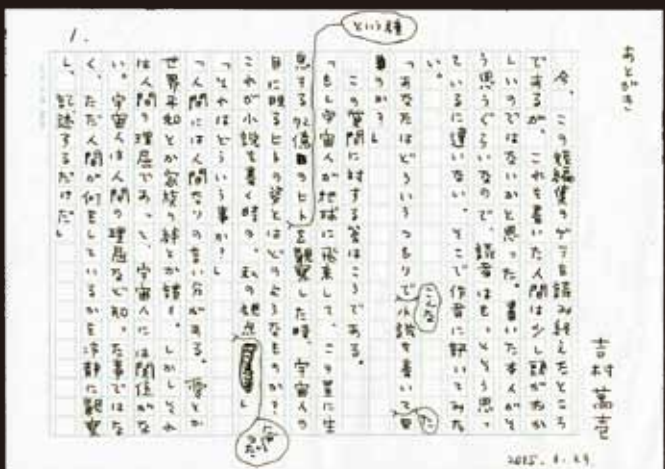 あとがき
吉村萬壱
今、この短編集のゲラを読み終えたところ
であるが、これを書いた人間は少し頭がおか
しいのではないかと思った。書いた本人がそ
う思うぐらいなので、読者はもっとそう思っ
ているに違いない。そこで作者に訊いてみた
い。
「あなたはどういうつもりでこんな小説を書いた
のか?」
この質問に対する答はこうである。
「もし宇宙人が地球に飛来して、この星に生
息する72億のヒトという種を観察した時、宇宙人の
目に映るヒトの姿とはどのようなものか?
これが小説を書く時の、私の視点だ」
「それはどういう事か?」
「人間には人間なりの言い分がある。愛とか
世界平和とか家族の絆とか諸々。しかしそれ
は人間の理屈であって、宇宙人には関係がな
い。宇宙人は人間の理屈など知った事ではな
く、ただ人間が何をしているかを冷静に観察
し、記述するだけだ」
1.